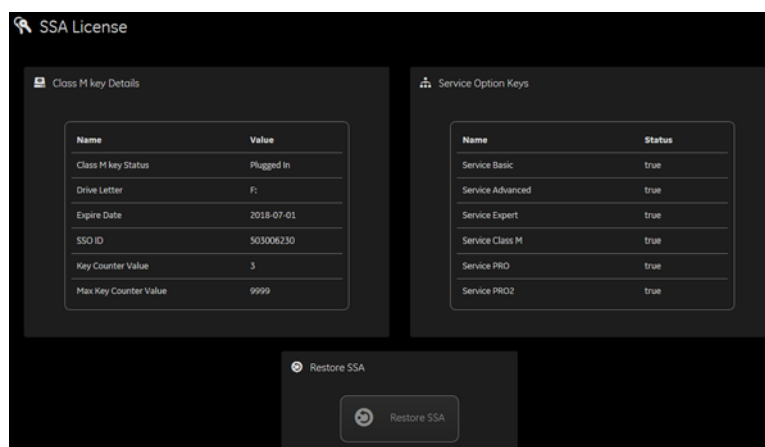 SSA License
Class M key Details
Name Value
Class M key Status Plugged In
Drive Letter F:
Expire Date 2018-07-01
SSO ID 503006230
Key Counter Value 3
Max Key Counter Value 9999
Service Option Keys
Name Status
Service Basic true
Service Advanced true
Service Expert true
Service Class M true
Service PRO true
Service PRO2 true
Restore SSA
Restore SSA